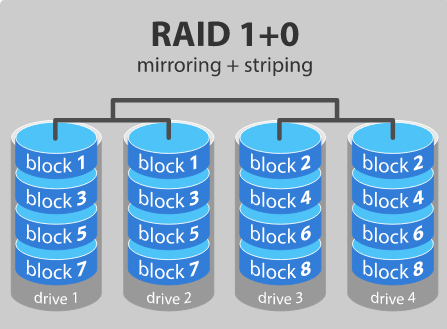 RAID 1+0
mirroring + striping
block 1 block 1 block 2 block 2
block 3 block 3 block 4 block 4
block 5 block 5 block 6 block 6
block 7 block 7 block 8 block 8
drive 1 drive 2 drive 3 drive 4